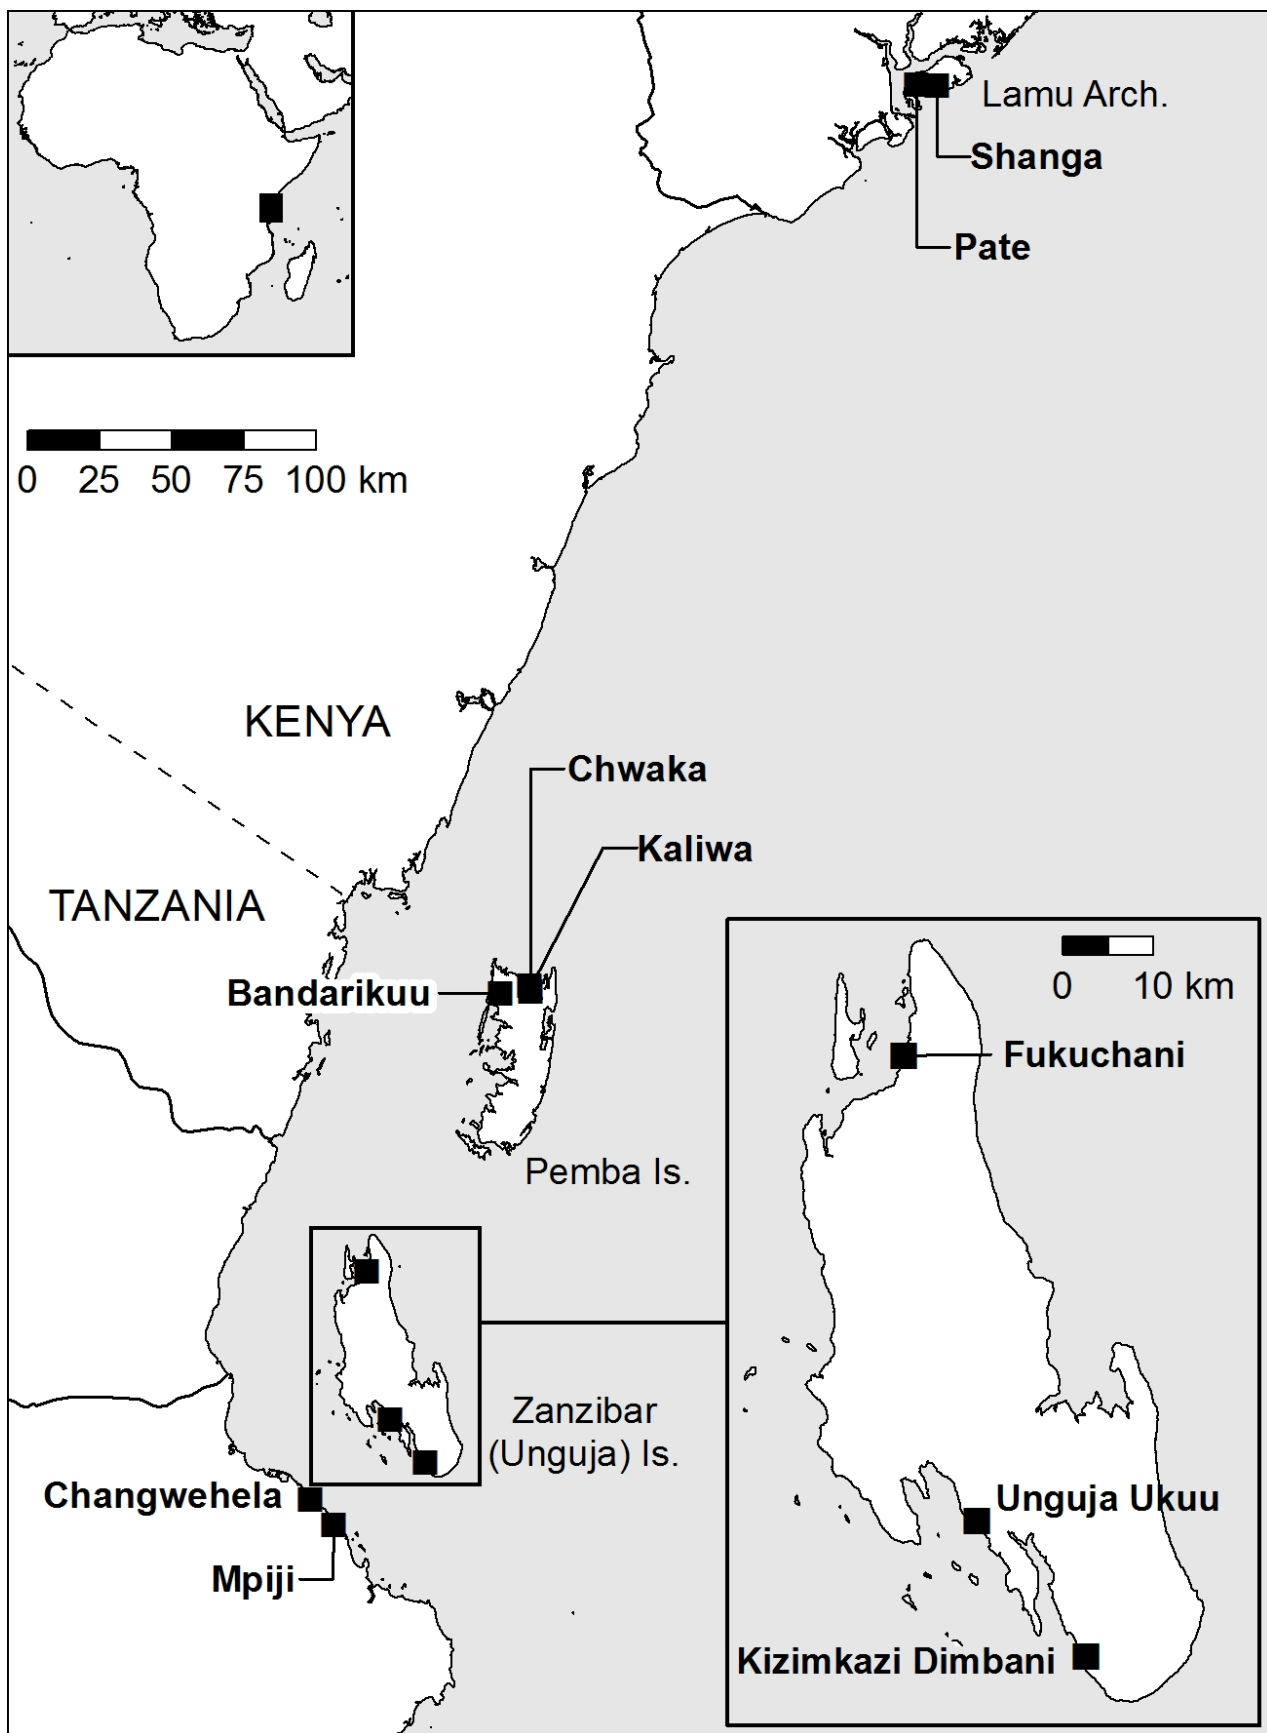 Lamu Arch.
Shanga
Pate
0 25 50 75 100 km
KENYA
Chwaka
Kaliwa
TANZANIA
Bandarikuu
0 10 km
Fukuchani
Pemba Is.
Zanzibar
(Unguja) Is.
Changwehela
Unguja Ukuu
Mpiji
Kizimkazi Dimbani